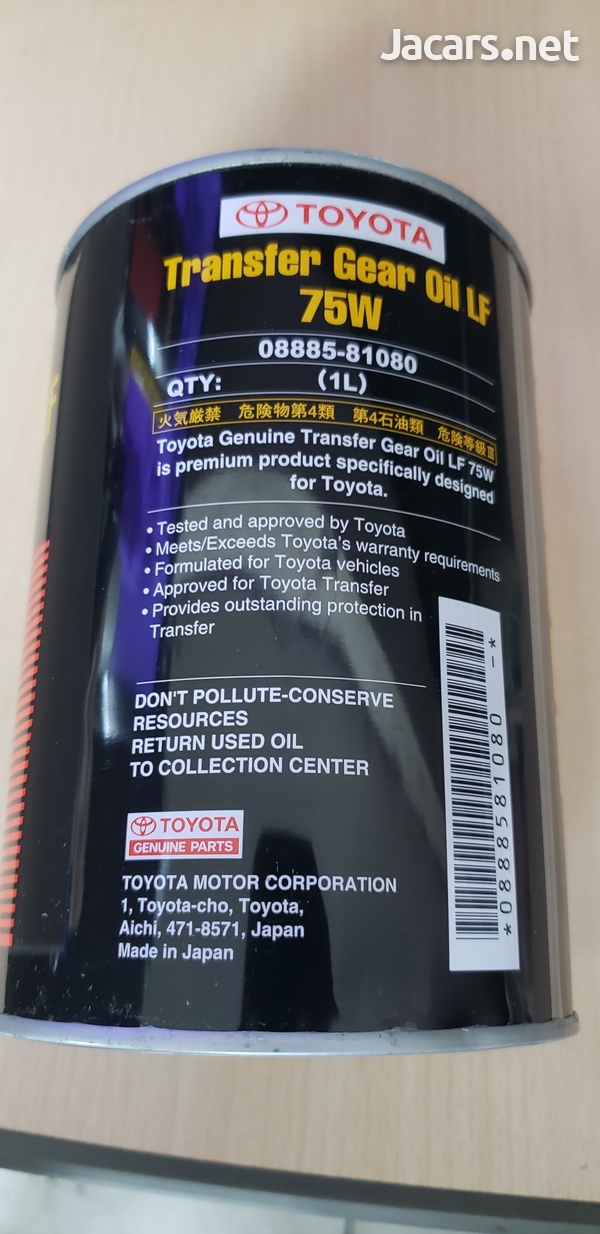 Jacars.net
TOYOTA
Transfer Gear Oil LF
75W
08885-81080
QTY: (1L)
火気厳禁 危険物第4類 第4石油類 危険等級Ⅲ
Toyota Genuine Transfer Gear Oil LF 75W
is premium product specifically designed
for Toyota.
• Tested and approved by Toyota
• Meets/Exceeds Toyota's warranty requirements
• Formulated for Toyota vehicles
• Approved for Toyota Transfer
• Provides outstanding protection in
Transfer
DON'T POLLUTE-CONSERVE
RESOURCES
RETURN USED OIL
TO COLLECTION CENTER
TOYOTA
GENUINE PARTS
TOYOTA MOTOR CORPORATION
1, Toyota-cho, Toyota,
Aichi, 471-8571, Japan
Made in Japan
*0888581080 -*
F